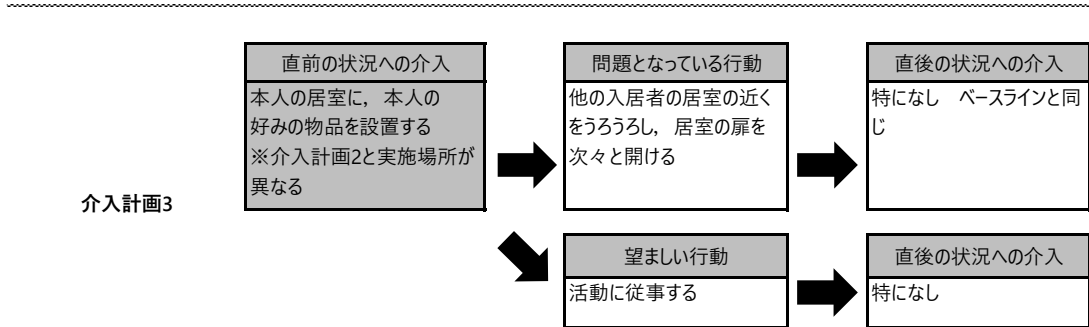 直前の状況への介入
本人の居室に，本人の
好みの物品を設置する
※介入計画2と実施場所が
異なる
問題となっている行動
他の入居者の居室の近く
をうろうろし，居室の扉を
次々と開ける
直後の状況への介入
特になし　ベースラインと同
じ
介入計画3
望ましい行動
活動に従事する
直後の状況への介入
特になし